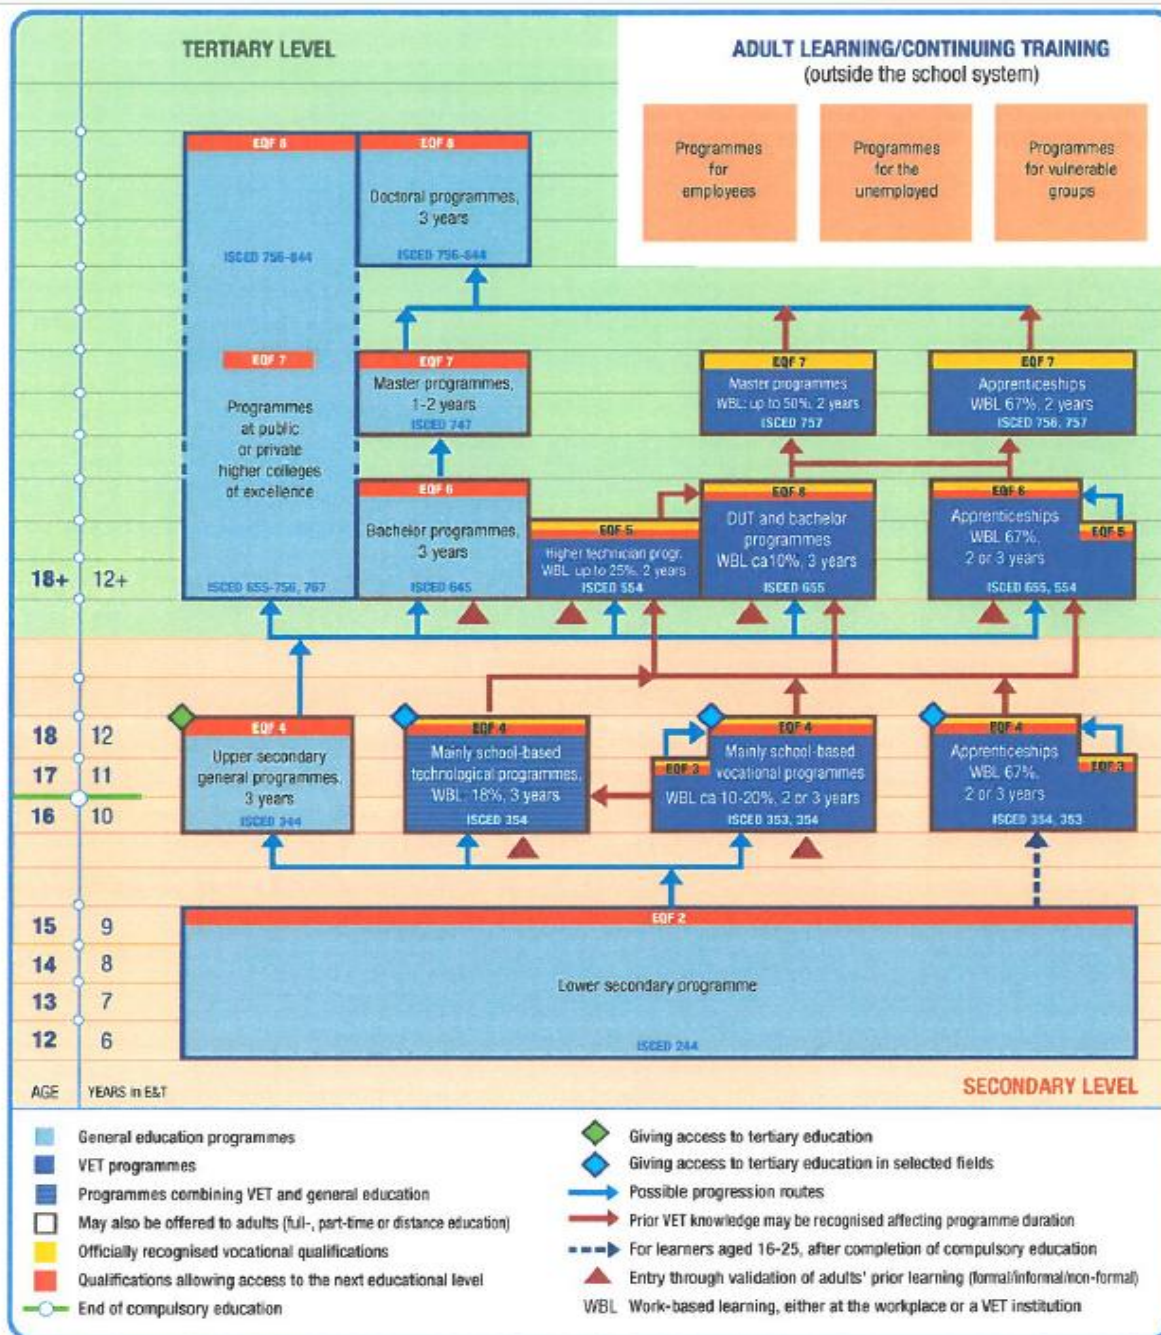 TERTIARY LEVEL
ADULT LEARNING/CONTINUING TRAINING
(outside the school system)
Programmes
for
employees
Programmes
for the
unemployed
Programmes
for vulnerable
groups
EQF 8
ISCED 756-844
EQF 8
Doctoral programmes,
3 years
ISCED 756-844
EQF 7
Programmes
at public
or private
higher colleges
of excellence
ISCED 655-756, 767
EQF 7
Master programmes,
1-2 years
ISCED 747
EQF 7
Master programmes
WBL: up to 50%, 2 years
ISCED 757
EQF 7
Apprenticeships
WBL 67%, 2 years
ISCED 756, 757
EQF 6
Bachelor programmes,
3 years
ISCED 645
EQF 5
Higher technician progr.
WBL: up to 25%, 2 years
ISCED 554
EQF 6
DUT and bachelor
programmes
WBL ca10%, 3 years
ISCED 655
EQF 6
Apprenticeships
WBL 67%,
2 or 3 years
ISCED 655, 554
EQF 5
18+ 12+
18 12
17 11
16 10
EQF 4
Upper secondary
general programmes,
3 years
ISCED 344
EQF 4
Mainly school-based
technological programmes,
WBL: 18%, 3 years
ISCED 354
EQF 3
EQF 4
Mainly school-based
vocational programmes
WBL ca 10-20%, 2 or 3 years
ISCED 353, 354
EQF 4
Apprenticeships
WBL 67%,
2 or 3 years
ISCED 354, 353
EQF 3
15 9
14 8
13 7
12 6
EQF 2
Lower secondary programme
ISCED 244
AGE YEARS in E&T
SECONDARY LEVEL
General education programmes
VET programmes
Programmes combining VET and general education
May also be offered to adults (full-, part-time or distance education)
Officially recognised vocational qualifications
Qualifications allowing access to the next educational level
End of compulsory education
Giving access to tertiary education
Giving access to tertiary education in selected fields
Possible progression routes
Prior VET knowledge may be recognised affecting programme duration
For learners aged 16-25, after completion of compulsory education
Entry through validation of adults' prior learning (formal/informal/non-formal)
WBL Work-based learning, either at the workplace or a VET institution